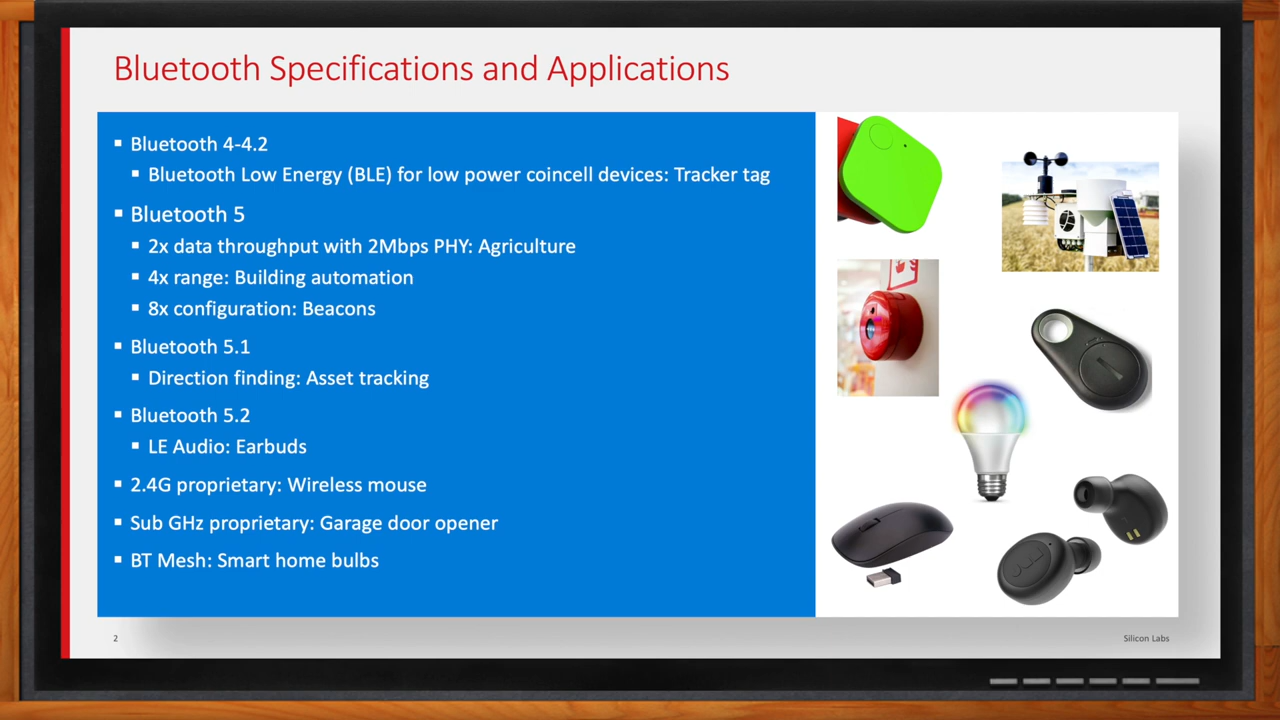 Bluetooth Specifications and Applications
▪ Bluetooth 4-4.2
▪ Bluetooth Low Energy (BLE) for low power coincell devices: Tracker tag
▪ Bluetooth 5
▪ 2x data throughput with 2Mbps PHY: Agriculture
▪ 4x range: Building automation
▪ 8x configuration: Beacons
▪ Bluetooth 5.1
▪ Direction finding: Asset tracking
▪ Bluetooth 5.2
▪ LE Audio: Earbuds
▪ 2.4G proprietary: Wireless mouse
▪ Sub GHz proprietary: Garage door opener
▪ BT Mesh: Smart home bulbs
2
Silicon Labs